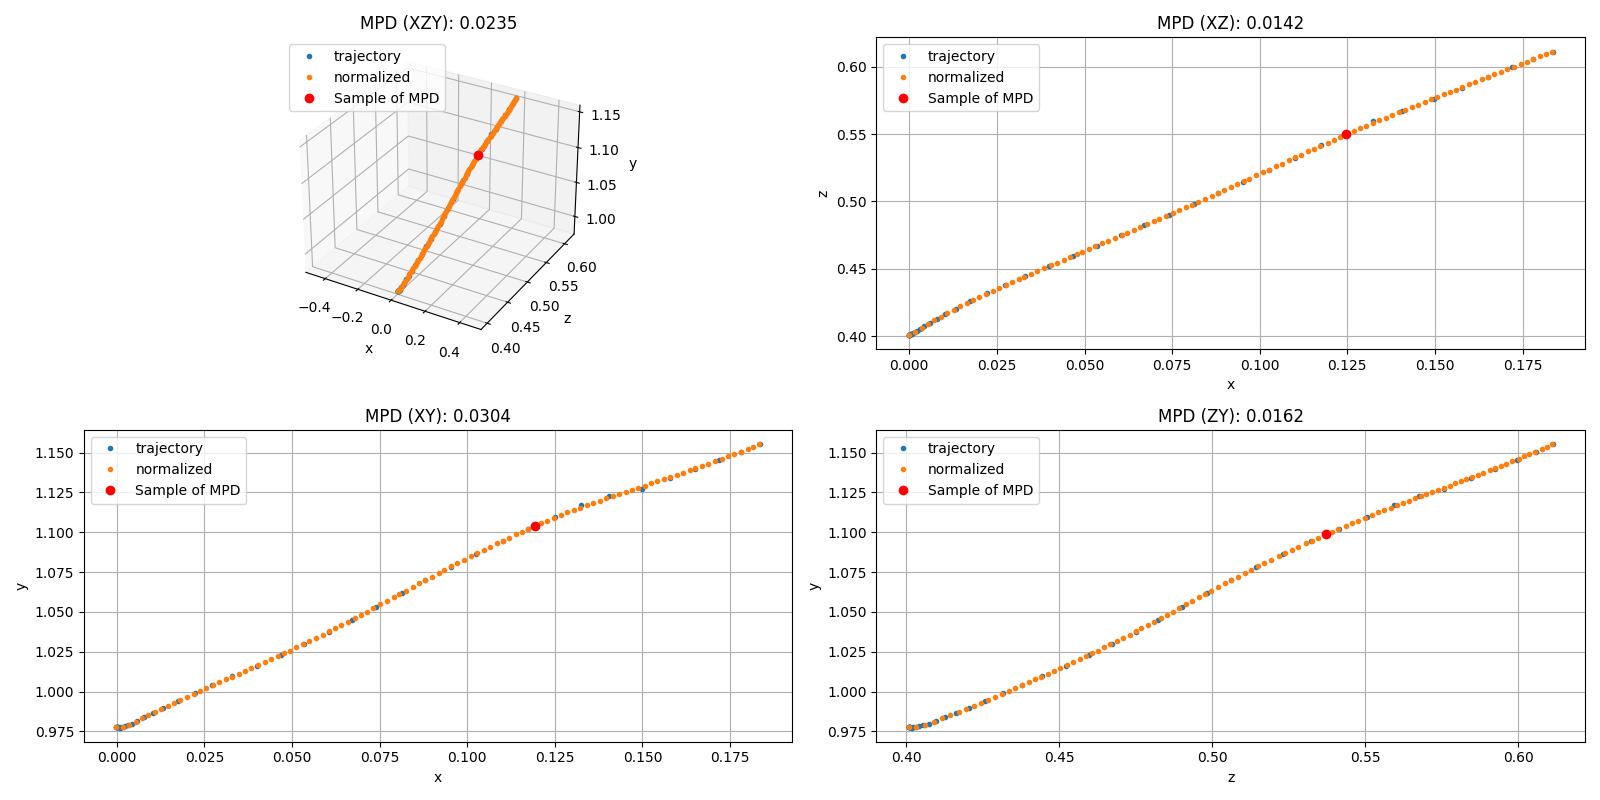 MPD (XZY): 0.0235
trajectory
normalized
Sample of MPD
1.15
1.10
1.05
1.00
y
0.60
0.55
0.50
0.45
0.40
z
−0.4
−0.2
0.0
0.2
0.4
x
MPD (XZ): 0.0142
trajectory
normalized
Sample of MPD
0.60
0.55
0.50
0.45
0.40
z
0.000 0.025 0.050 0.075 0.100 0.125 0.150 0.175
x
MPD (XY): 0.0304
trajectory
normalized
Sample of MPD
1.150
1.125
1.100
1.075
1.050
1.025
1.000
0.975
y
0.000 0.025 0.050 0.075 0.100 0.125 0.150 0.175
x
MPD (ZY): 0.0162
trajectory
normalized
Sample of MPD
1.150
1.125
1.100
1.075
1.050
1.025
1.000
0.975
y
0.40 0.45 0.50 0.55 0.60
z